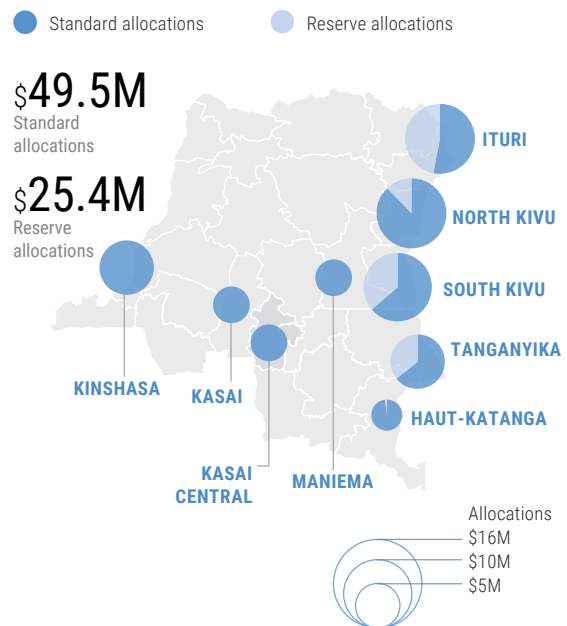 Standard allocations
Reserve allocations
$49.5M
Standard
allocations
$25.4M
Reserve
allocations
ITURI
NORTH KIVU
SOUTH KIVU
TANGANYIKA
HAUT-KATANGA
KINSHASA
KASAI
KASAI
CENTRAL
MANIEMA
Allocations
$16M
$10M
$5M